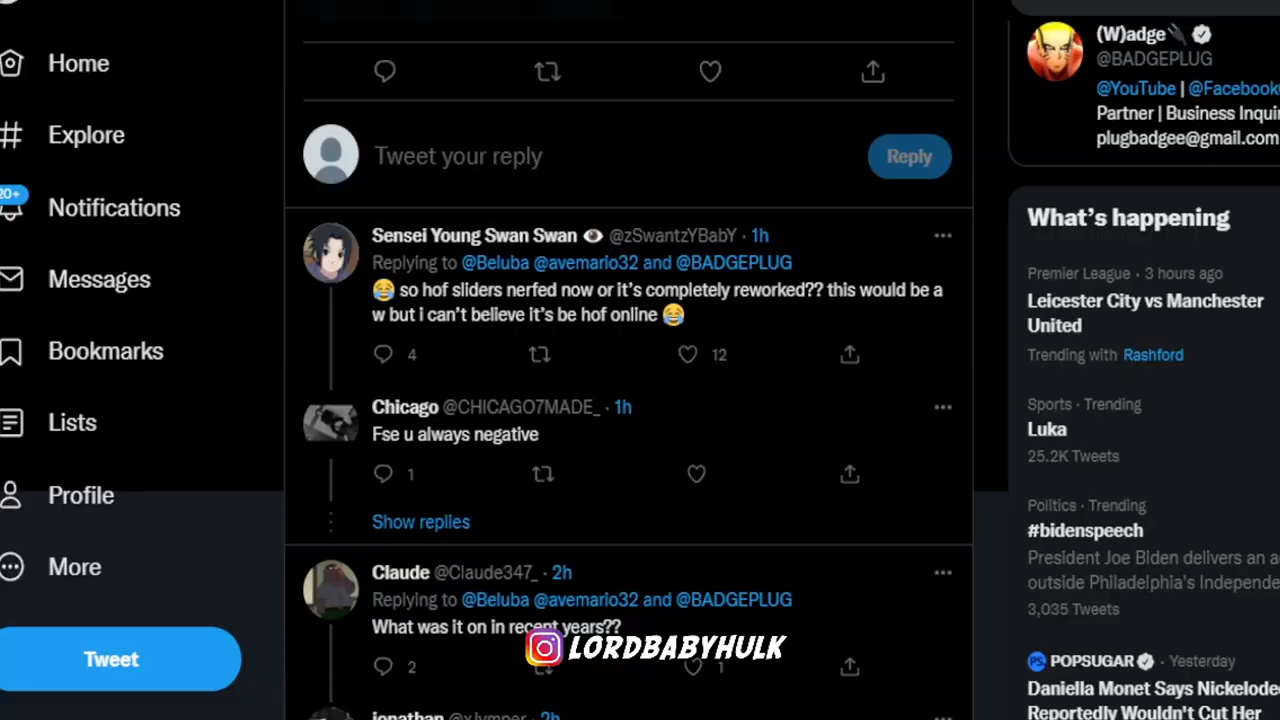 Home
Explore
20+
Notifications
Messages
Bookmarks
Lists
Profile
More
Tweet
Tweet your reply
Reply
Sensei Young Swan Swan 👁 @zSwantzYBabY · 1h
Replying to @Beluba @avemario32 and @BADGEPLUG
😂 so hof sliders nerfed now or it's completely reworked?? this would be a
w but i can't believe it's be hof online 😂
4
12
Chicago @CHICAGO7MADE_ · 1h
Fse u always negative
1
Show replies
Claude @Claude347_ · 2h
Replying to @Beluba @avemario32 and @BADGEPLUG
What was it on in recent years??
LORDBABYHULK
2
1
jonathan @xJymper · 2h
(W)adge🔌
@BADGEPLUG
@YouTube | @Facebook
Partner | Business
plugbadgee@gmail.com
What's happening
Premier League · 3 hours ago
Leicester City vs Manchester
United
Trending with Rashford
Sports · Trending
Luka
25.2K Tweets
Politics · Trending
#bidenspeech
President Joe Biden delivers an
outside Philadelphia's
3,035 Tweets
POPSUGAR · Yesterday
Daniella Monet Says
Reportedly Wouldn't Cut Her